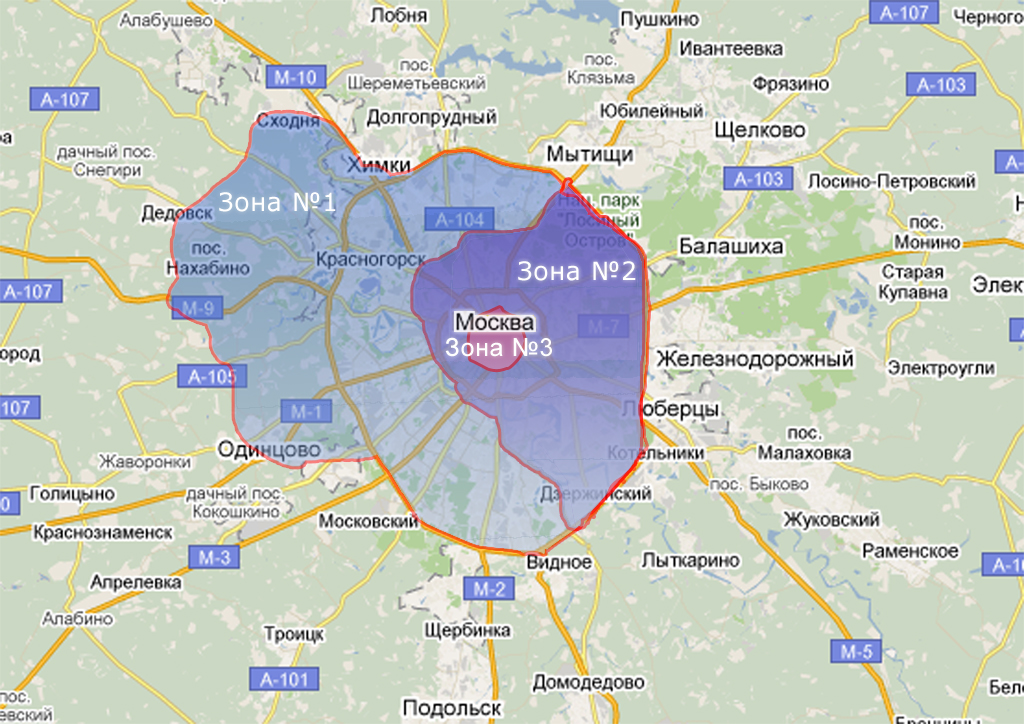 Алабушево
Лобня
Пушкино
А-107
Черного
Ивантеевка
М-10
пос.
Шереметьевский
пос.
Клязьма
Фрязино
А-103
А-107
Юбилейный
Сходня
Долгопрудный
Щелково
дачный пос.
Снегири
Химки
Мытищи
А-103
Лосино-Петровский
Зона №1
Нац. парк
"Лосиный
Остров"
Дедовск
А-104
пос.
Монино
пос.
Нахабино
Красногорск
Балашиха
Зона №2
Старая
Купавна
Элек
А-107
М-9
Москва
М-7
Зона №3
ород
Железнодорожный
Электроугли
А-105
107
М-1
Люберцы
Одинцово
Котельники
пос.
Малаховка
Жаворонки
Голицыно
дачный пос.
Кокошкино
Дзержинский
пос. Быково
Краснознаменск
Московский
Жуковский
М-3
Видное
Лыткарино
Раменское
Апрелевка
М-2
Алабино
Троицк
Щербинка
М-5
А-101
Домодедово
пос.
евский
Подольск
Бел
Бронницы